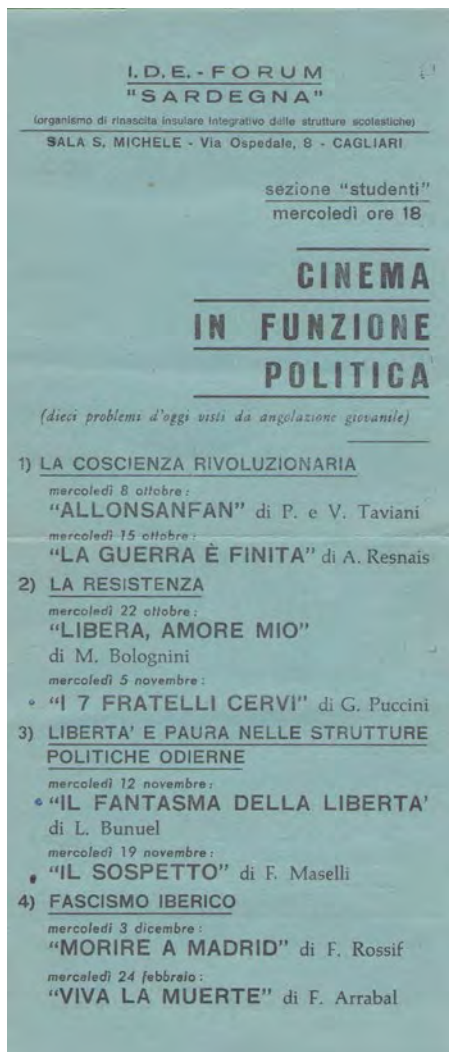 I.D.E. - FORUM
"SARDEGNA"
(organismo di rinascita insulare integrativo delle strutture scolastiche)
SALA S. MICHELE - Via Ospedale, 8 - CAGLIARI
sezione "studenti"
mercoledì ore 18
CINEMA
IN FUNZIONE
POLITICA
(dieci problemi d'oggi visti da angolazione giovanile)
1) LA COSCIENZA RIVOLUZIONARIA
mercoledì 8 ottobre:
"ALLONSANFAN" di P. e V. Taviani
mercoledì 15 ottobre:
"LA GUERRA È FINITA" di A. Resnais
2) LA RESISTENZA
mercoledì 22 ottobre:
"LIBERA, AMORE MIO"
di M. Bolognini
mercoledì 5 novembre:
"I 7 FRATELLI CERVI" di G. Puccini
3) LIBERTA' E PAURA NELLE STRUTTURE
POLITICHE ODIERNE
mercoledì 12 novembre:
"IL FANTASMA DELLA LIBERTA'
di L. Bunuel
mercoledì 19 novembre:
"IL SOSPETTO" di F. Maselli
4) FASCISMO IBERICO
mercoledì 3 dicembre:
"MORIRE A MADRID" di F. Rossif
mercoledì 24 febbraio:
"VIVA LA MUERTE" di F. Arrabal